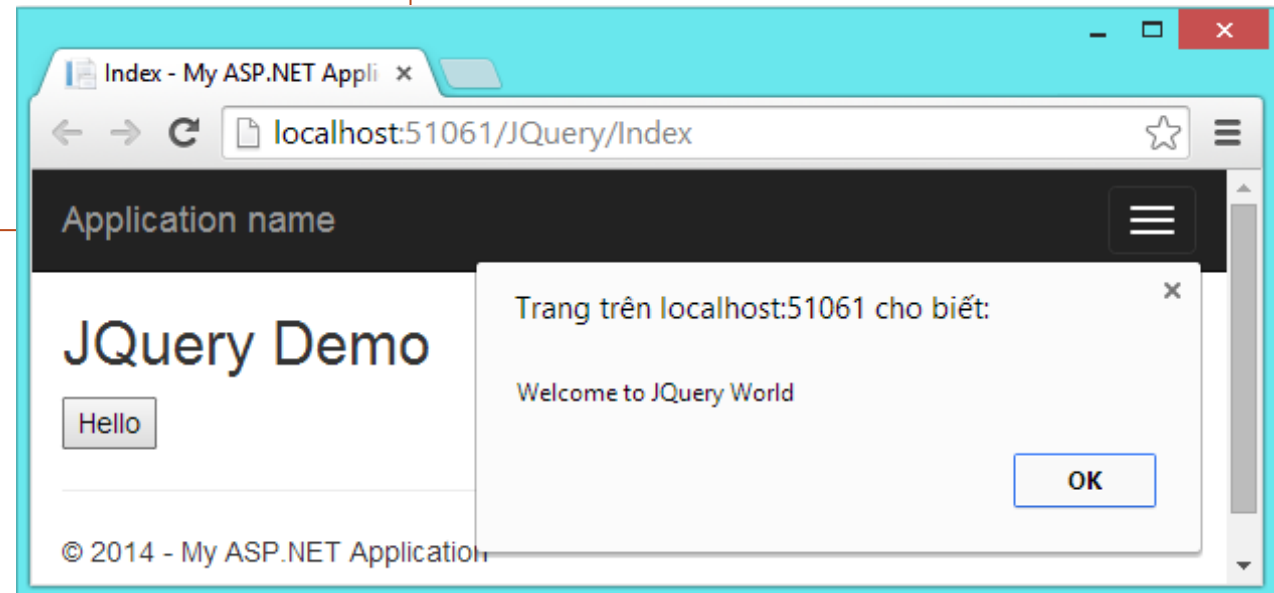 Index - My ASP.NET Appli
localhost:51061/JQuery/Index
Application name
Trang trên localhost:51061 cho biết:
JQuery Demo
Welcome to JQuery World
Hello
OK
© 2014 - My ASP.NET Application